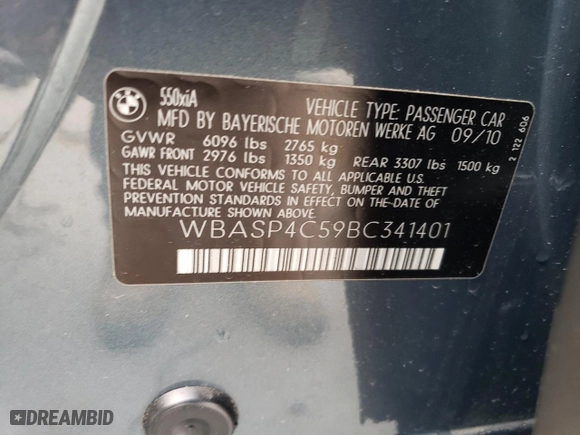 BMW
550xiA
VEHICLE TYPE: PASSENGER CAR
MFD BY BAYERISCHE MOTOREN WERKE AG 09/10
GVWR 6096 lbs 2765 kg
GAWR FRONT 2976 lbs 1350 kg REAR 3307 lbs 1500 kg
THIS VEHICLE CONFORMS TO ALL APPLICABLE U.S.
FEDERAL MOTOR VEHICLE SAFETY, BUMPER AND THEFT
PREVENTION STANDARDS IN EFFECT ON THE DATE OF
MANUFACTURE SHOWN ABOVE.
WBASP4C59BC341401
2 122 606
DREAMBID